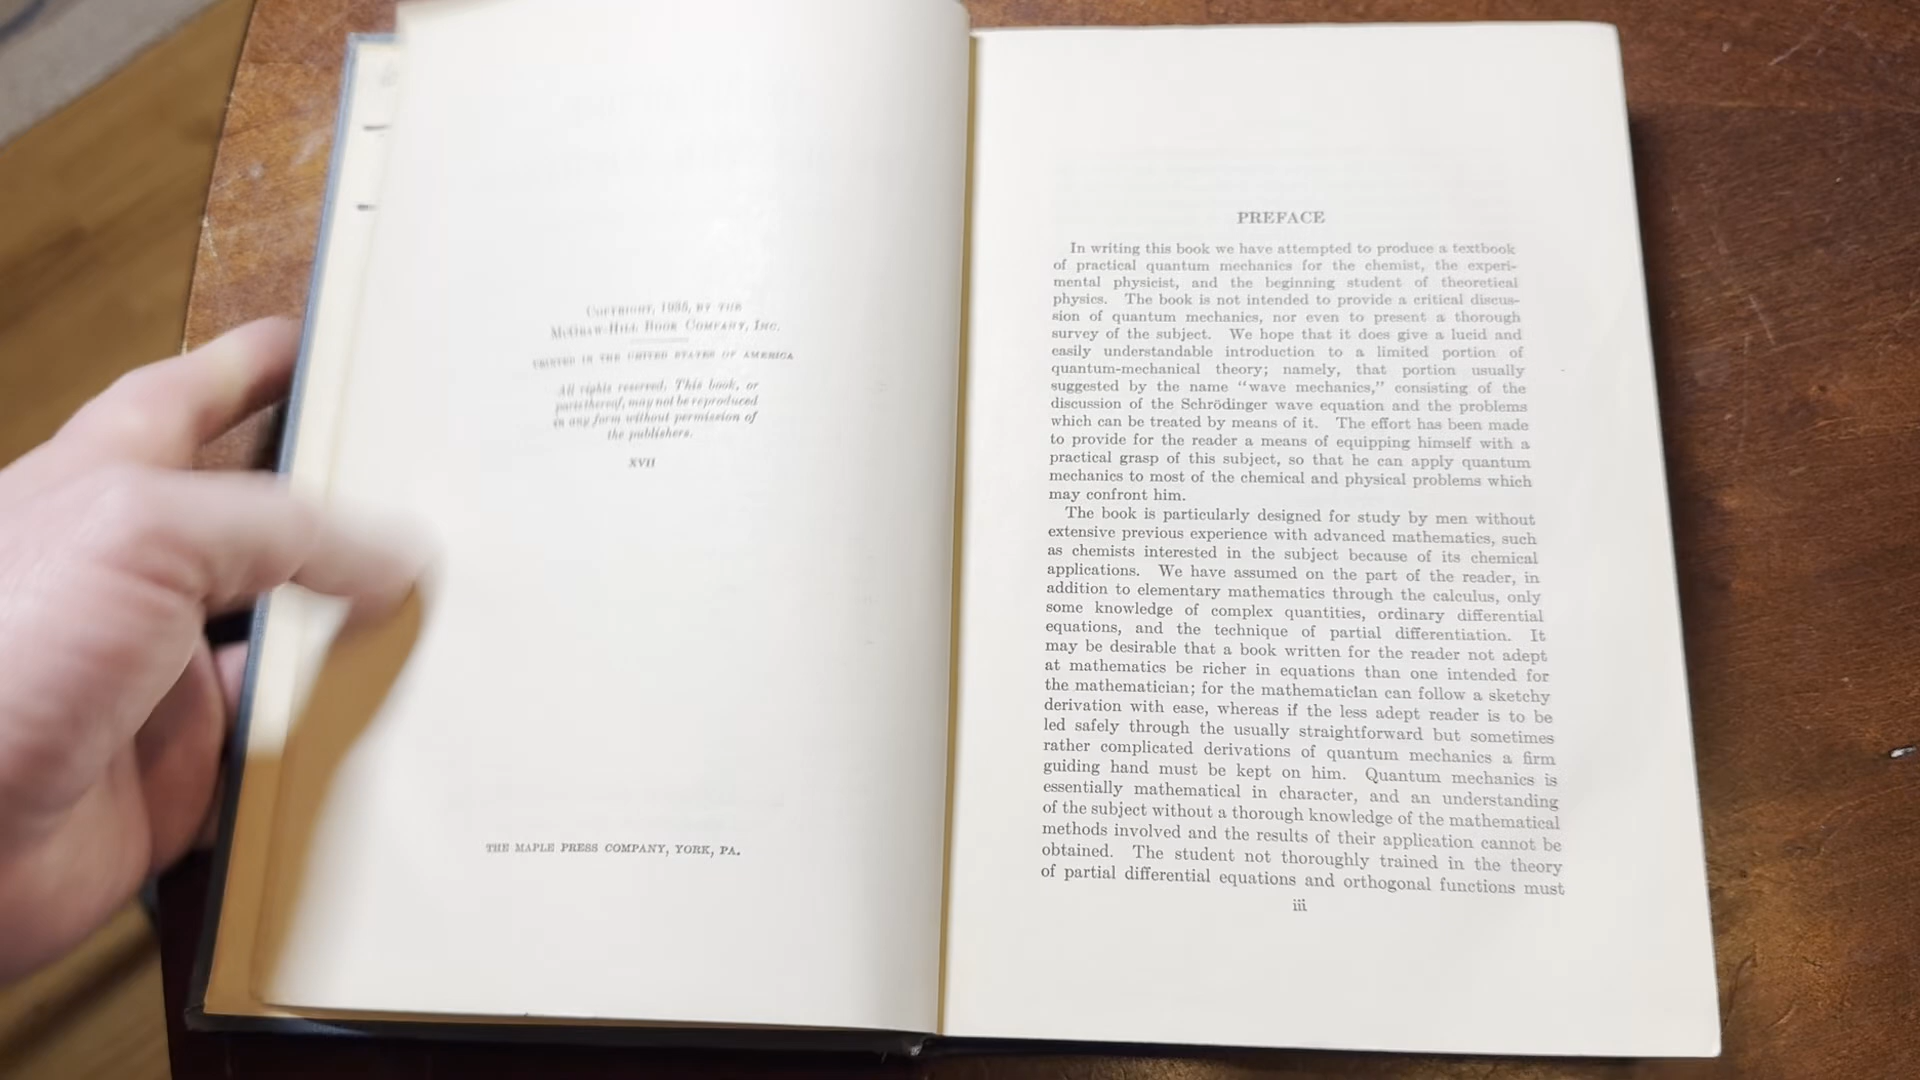 COPYRIGHT, 1935, BY THE
MCGRAW-HILL BOOK COMPANY, INC.
PRINTED IN THE UNITED STATES OF AMERICA
All rights reserved. This book, or
parts thereof, may not be reproduced
in any form without permission of
the publishers.
XVII
THE MAPLE PRESS COMPANY, YORK, PA.
PREFACE
In writing this book we have attempted to produce a textbook
of practical quantum mechanics for the chemist, the experi-
mental physicist, and the beginning student of theoretical
physics. The book is not intended to provide a critical discus-
sion of quantum mechanics, nor even to present a thorough
survey of the subject. We hope that it does give a lucid and
easily understandable introduction to a limited portion of
quantum-mechanical theory; namely, that portion usually
suggested by the name “wave mechanics,” consisting of the
discussion of the Schrödinger wave equation and the problems
which can be treated by means of it. The effort has been made
to provide for the reader a means of equipping himself with a
practical grasp of this subject, so that he can apply quantum
mechanics to most of the chemical and physical problems which
may confront him.
The book is particularly designed for study by men without
extensive previous experience with advanced mathematics, such
as chemists interested in the subject because of its chemical
applications. We have assumed on the part of the reader, in
addition to elementary mathematics through the calculus, only
some knowledge of complex quantities, ordinary differential
equations, and the technique of partial differentiation. It
may be desirable that a book written for the reader not adept
at mathematics be richer in equations than one intended for
the mathematician; for the mathematician can follow a sketchy
derivation with ease, whereas if the less adept reader is to be
led safely through the usually straightforward but sometimes
rather complicated derivations of quantum mechanics a firm
guiding hand must be kept on him. Quantum mechanics is
essentially mathematical in character, and an understanding
of the subject without a thorough knowledge of the mathematical
methods involved and the results of their application cannot be
obtained. The student not thoroughly trained in the theory
of partial differential equations and orthogonal functions must
iii